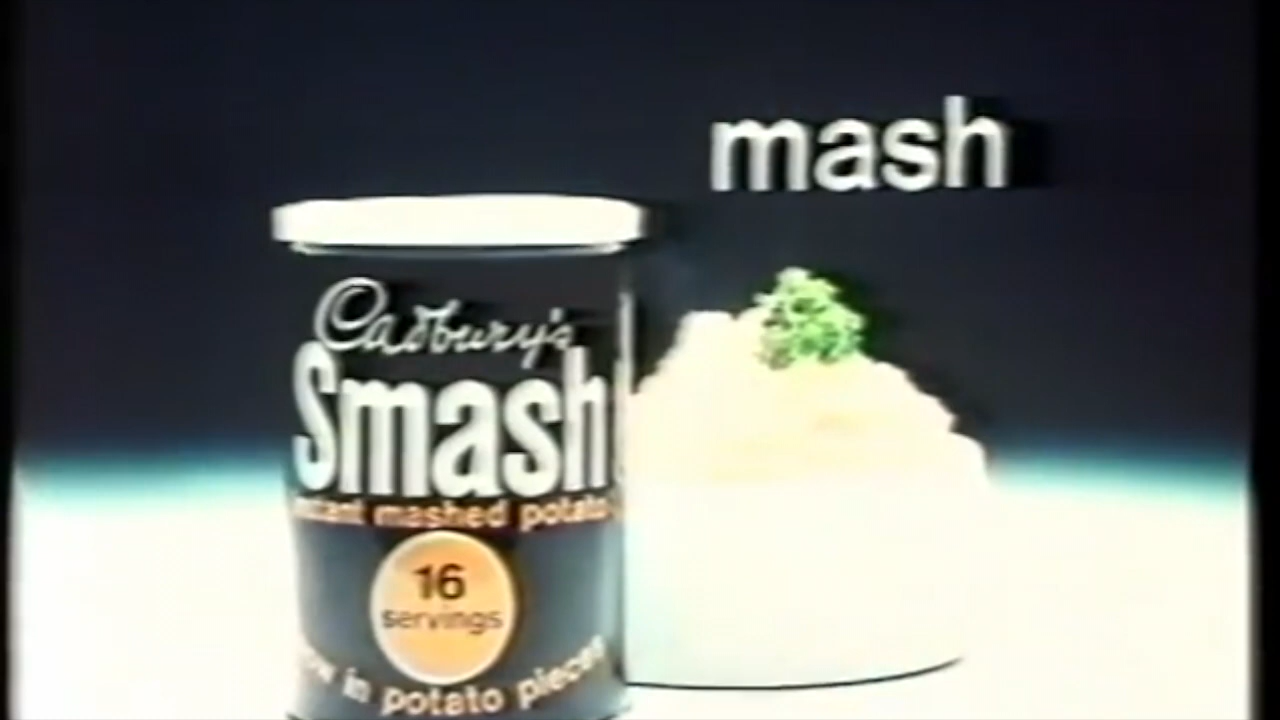 mash
Cadbury's
Smash
instant mashed potato
16
servings
now in potato pieces